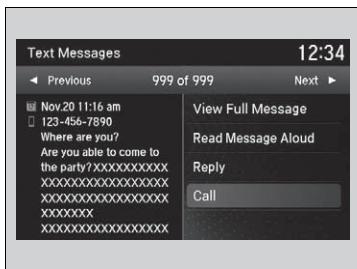 Text Messages 12:34
◄ Previous 999 of 999 Next ►
Nov.20 11:16 am
123-456-7890
Where are you?
Are you able to come to
the party?XXXXXXXXXX
XXXXXXXXXXXXXXXXX
XXXXXXXXXXXXXXXXX
XXXXXXX
XXXXXXXXXXXXXXXXX
View Full Message
Read Message Aloud
Reply
Call